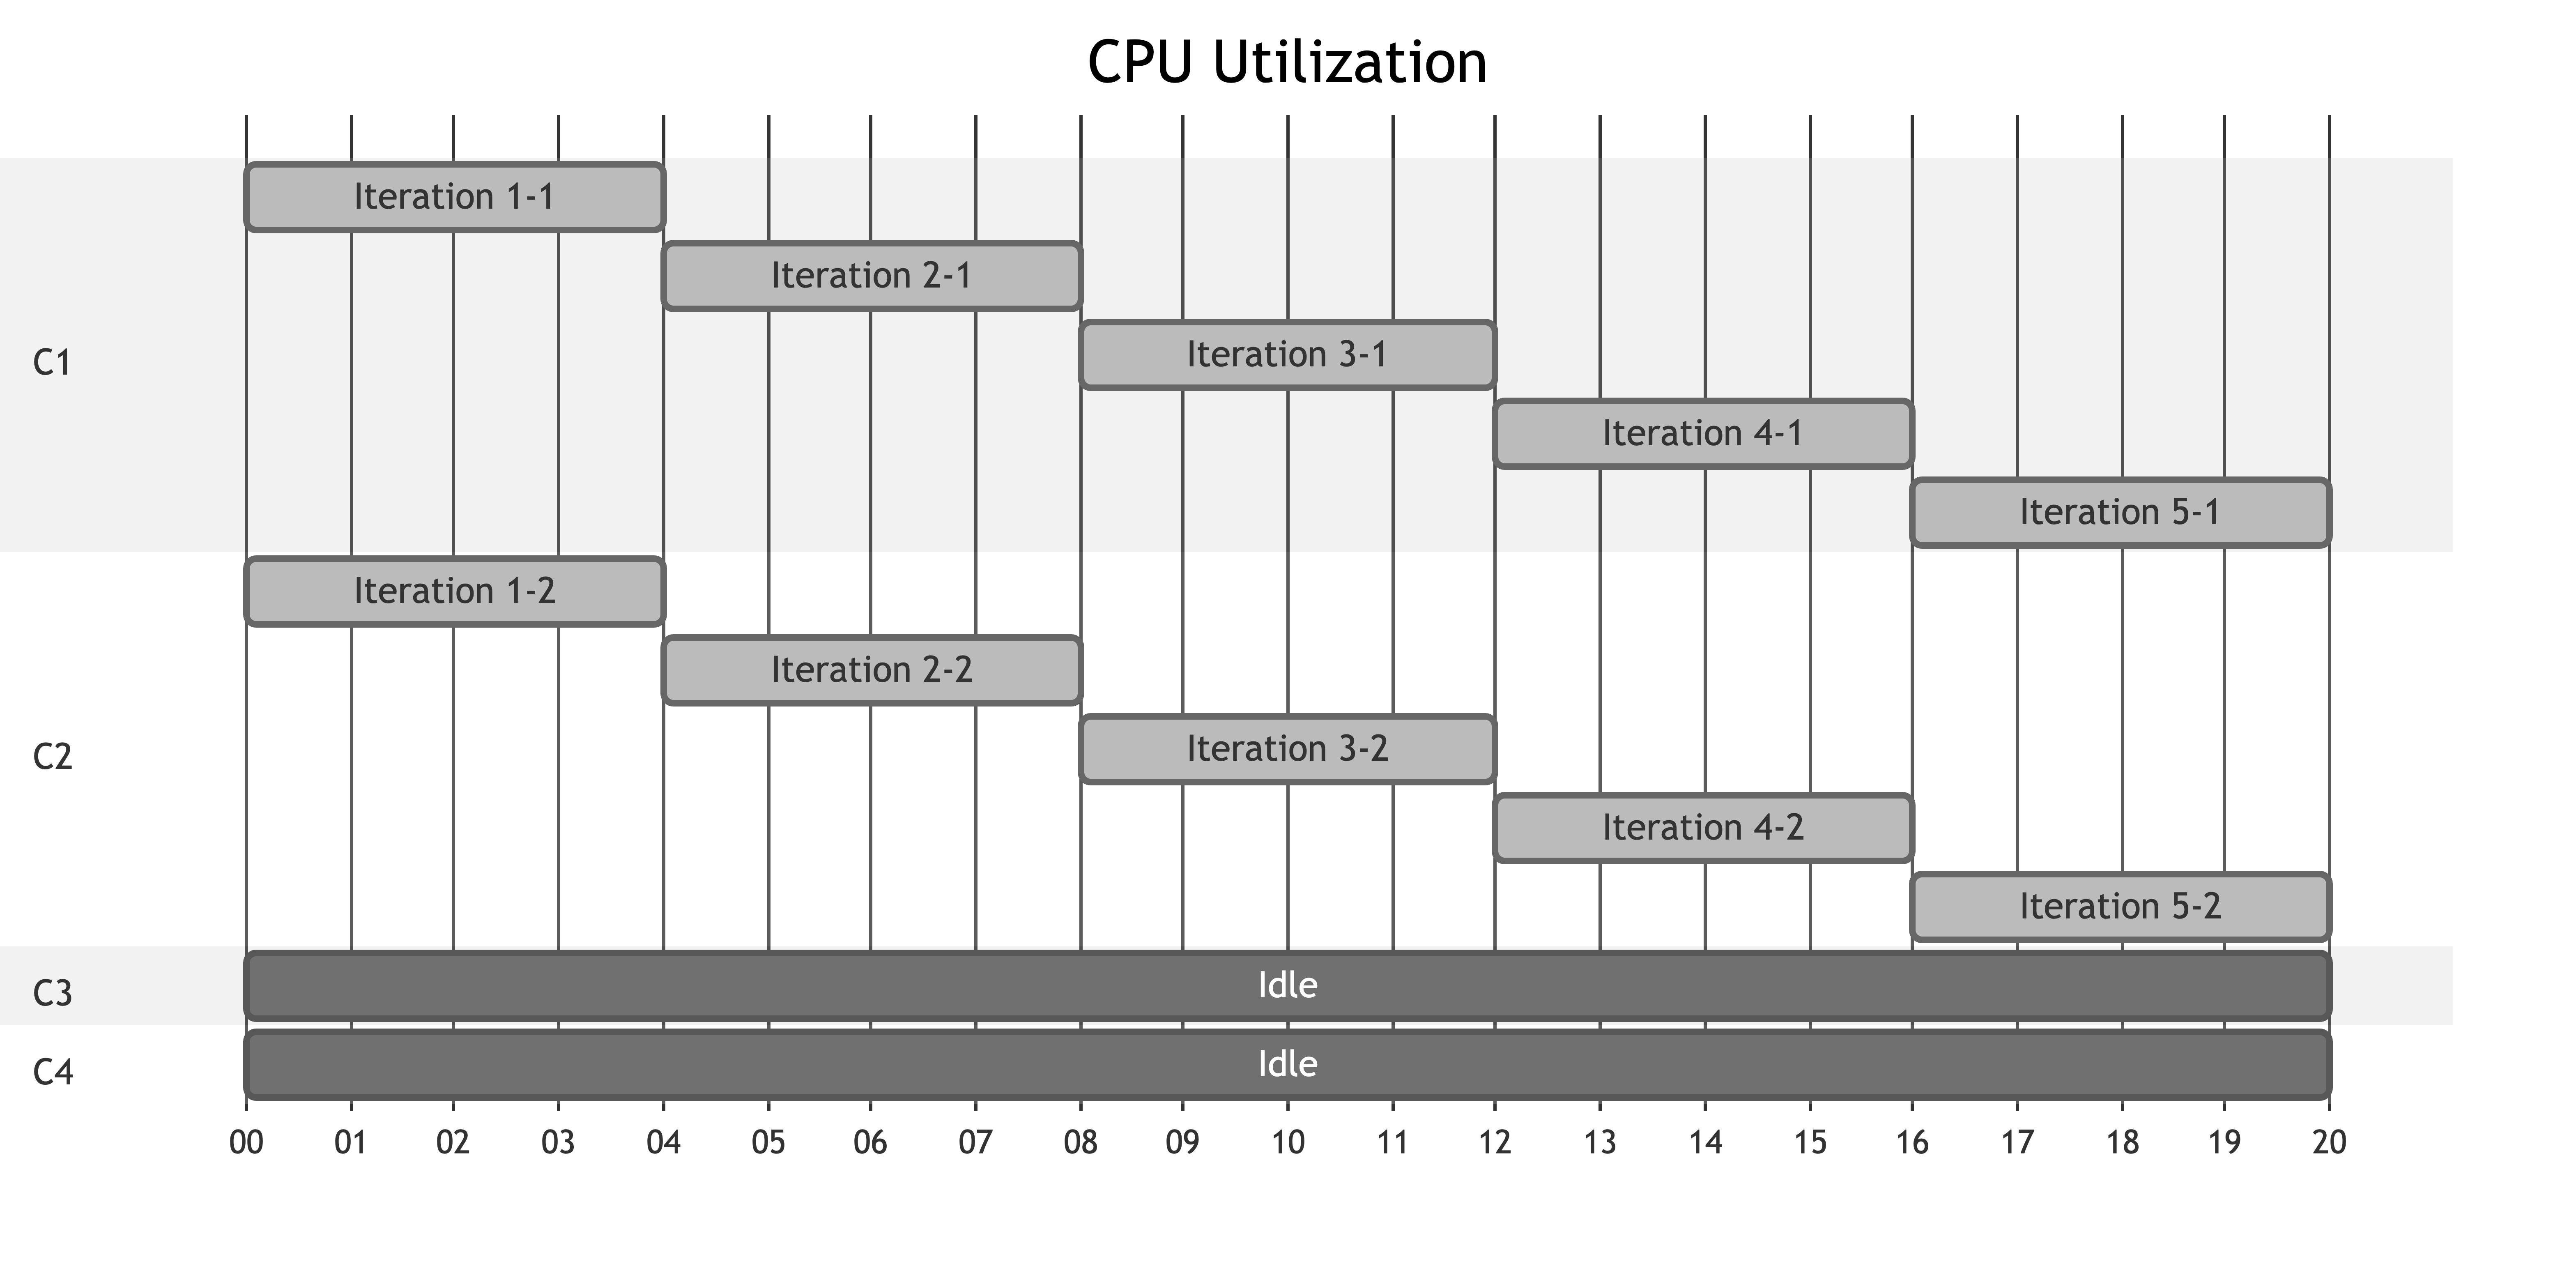 CPU Utilization
C1
Iteration 1-1
Iteration 2-1
Iteration 3-1
Iteration 4-1
Iteration 5-1
C2
Iteration 1-2
Iteration 2-2
Iteration 3-2
Iteration 4-2
Iteration 5-2
C3
Idle
C4
Idle
00 01 02 03 04 05 06 07 08 09 10 11 12 13 14 15 16 17 18 19 20